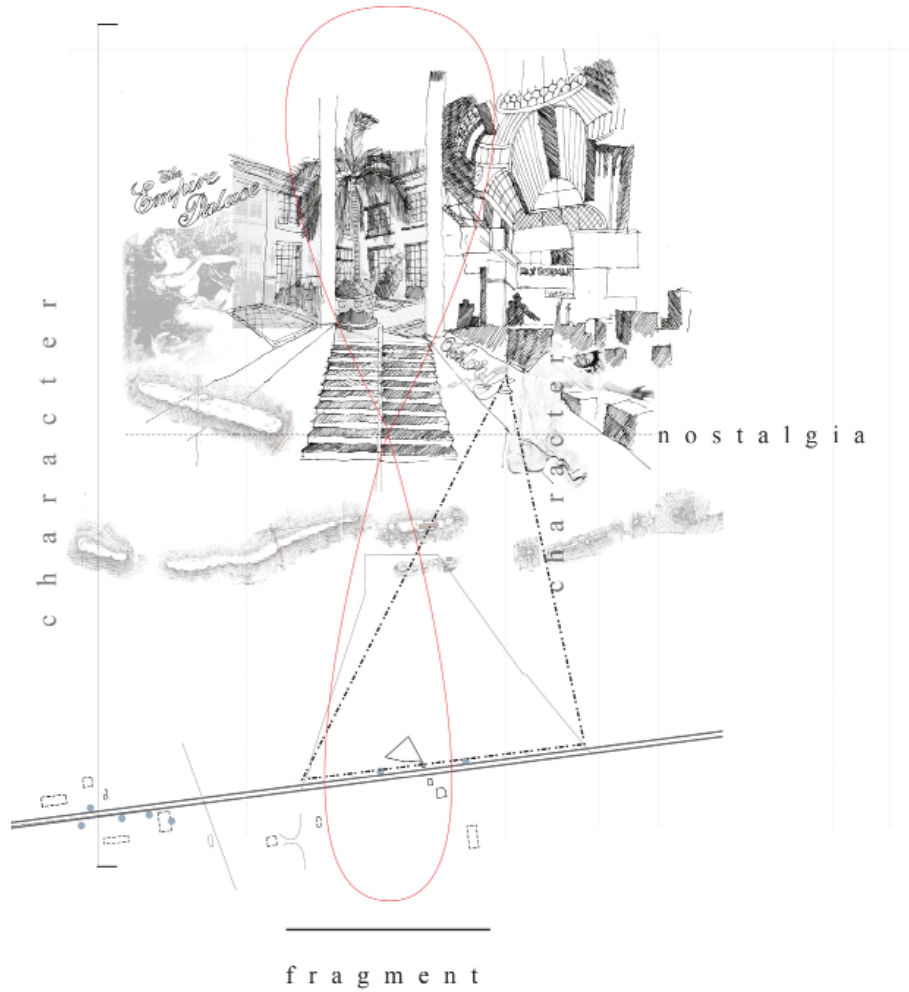 The
Empire
Palace
character
character
nostalgia
fragment